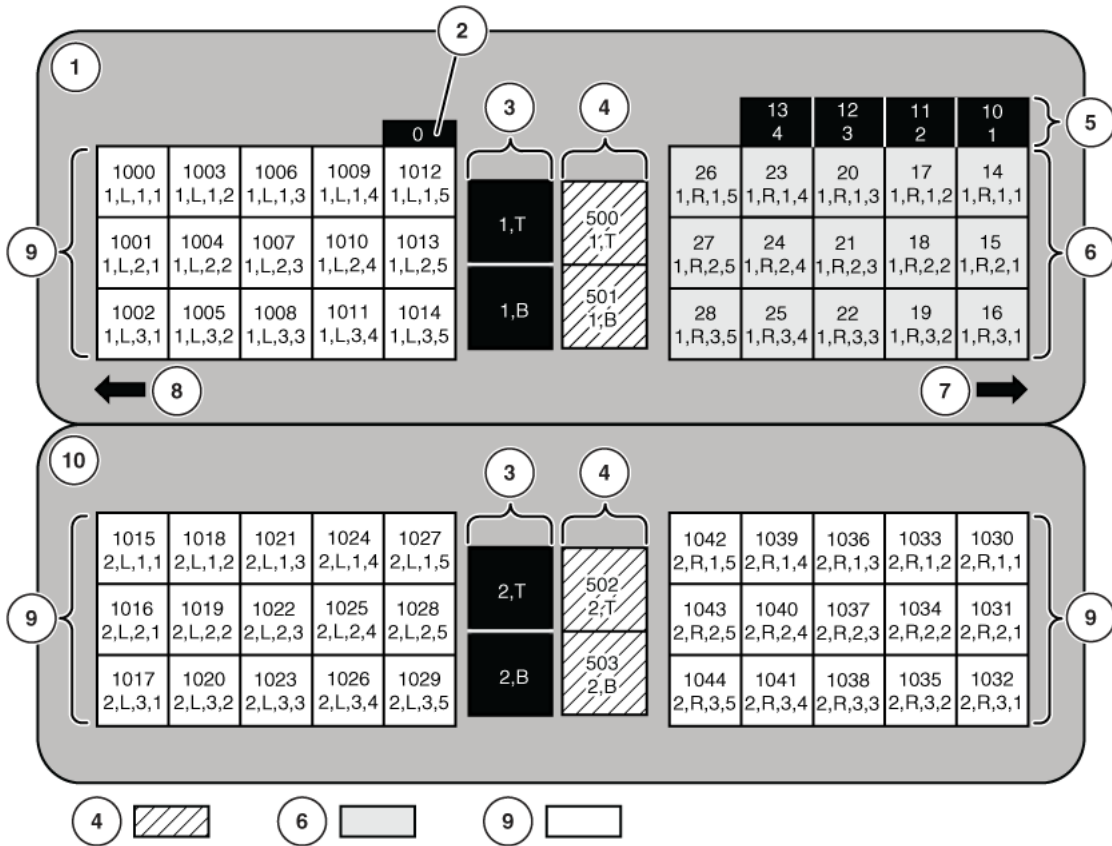 1
2
3
4
5
0
13 12 11 10
4 3 2 1
1000 1003 1006 1009 1012
1,L,1,1 1,L,1,2 1,L,1,3 1,L,1,4 1,L,1,5
1,T
500
1,T
26 23 20 17 14
1,R,1,5 1,R,1,4 1,R,1,3 1,R,1,2 1,R,1,1
9
1001 1004 1007 1010 1013
1,L,2,1 1,L,2,2 1,L,2,3 1,L,2,4 1,L,2,5
27 24 21 18 15
1,R,2,5 1,R,2,4 1,R,2,3 1,R,2,2 1,R,2,1
6
1,B
501
1,B
1002 1005 1008 1011 1014
1,L,3,1 1,L,3,2 1,L,3,3 1,L,3,4 1,L,3,5
28 25 22 19 16
1,R,3,5 1,R,3,4 1,R,3,3 1,R,3,2 1,R,3,1
8
7
10
3
4
1015 1018 1021 1024 1027
2,L,1,1 2,L,1,2 2,L,1,3 2,L,1,4 2,L,1,5
2,T
502
2,T
1042 1039 1036 1033 1030
2,R,1,5 2,R,1,4 2,R,1,3 2,R,1,2 2,R,1,1
9
1016 1019 1022 1025 1028
2,L,2,1 2,L,2,2 2,L,2,3 2,L,2,4 2,L,2,5
1043 1040 1037 1034 1031
2,R,2,5 2,R,2,4 2,R,2,3 2,R,2,2 2,R,2,1
9
2,B
503
2,B
1017 1020 1023 1026 1029
2,L,3,1 2,L,3,2 2,L,3,3 2,L,3,4 2,L,3,5
1044 1041 1038 1035 1032
2,R,3,5 2,R,3,4 2,R,3,3 2,R,3,2 2,R,3,1
4
6
9